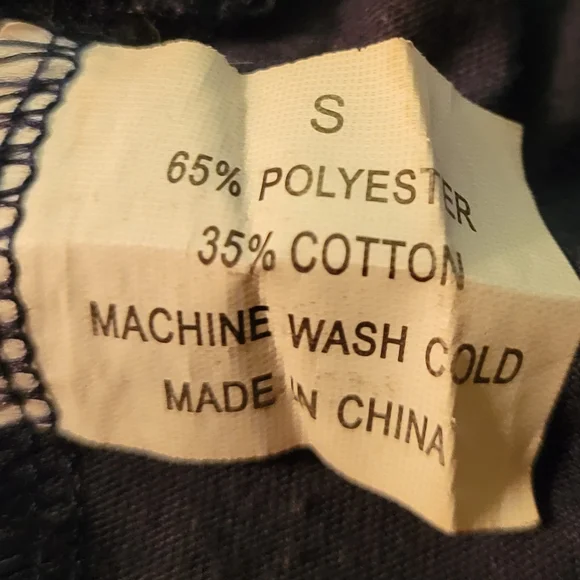 S
65% POLYESTER
35% COTTON
MACHINE WASH COLD
MADE IN CHINA